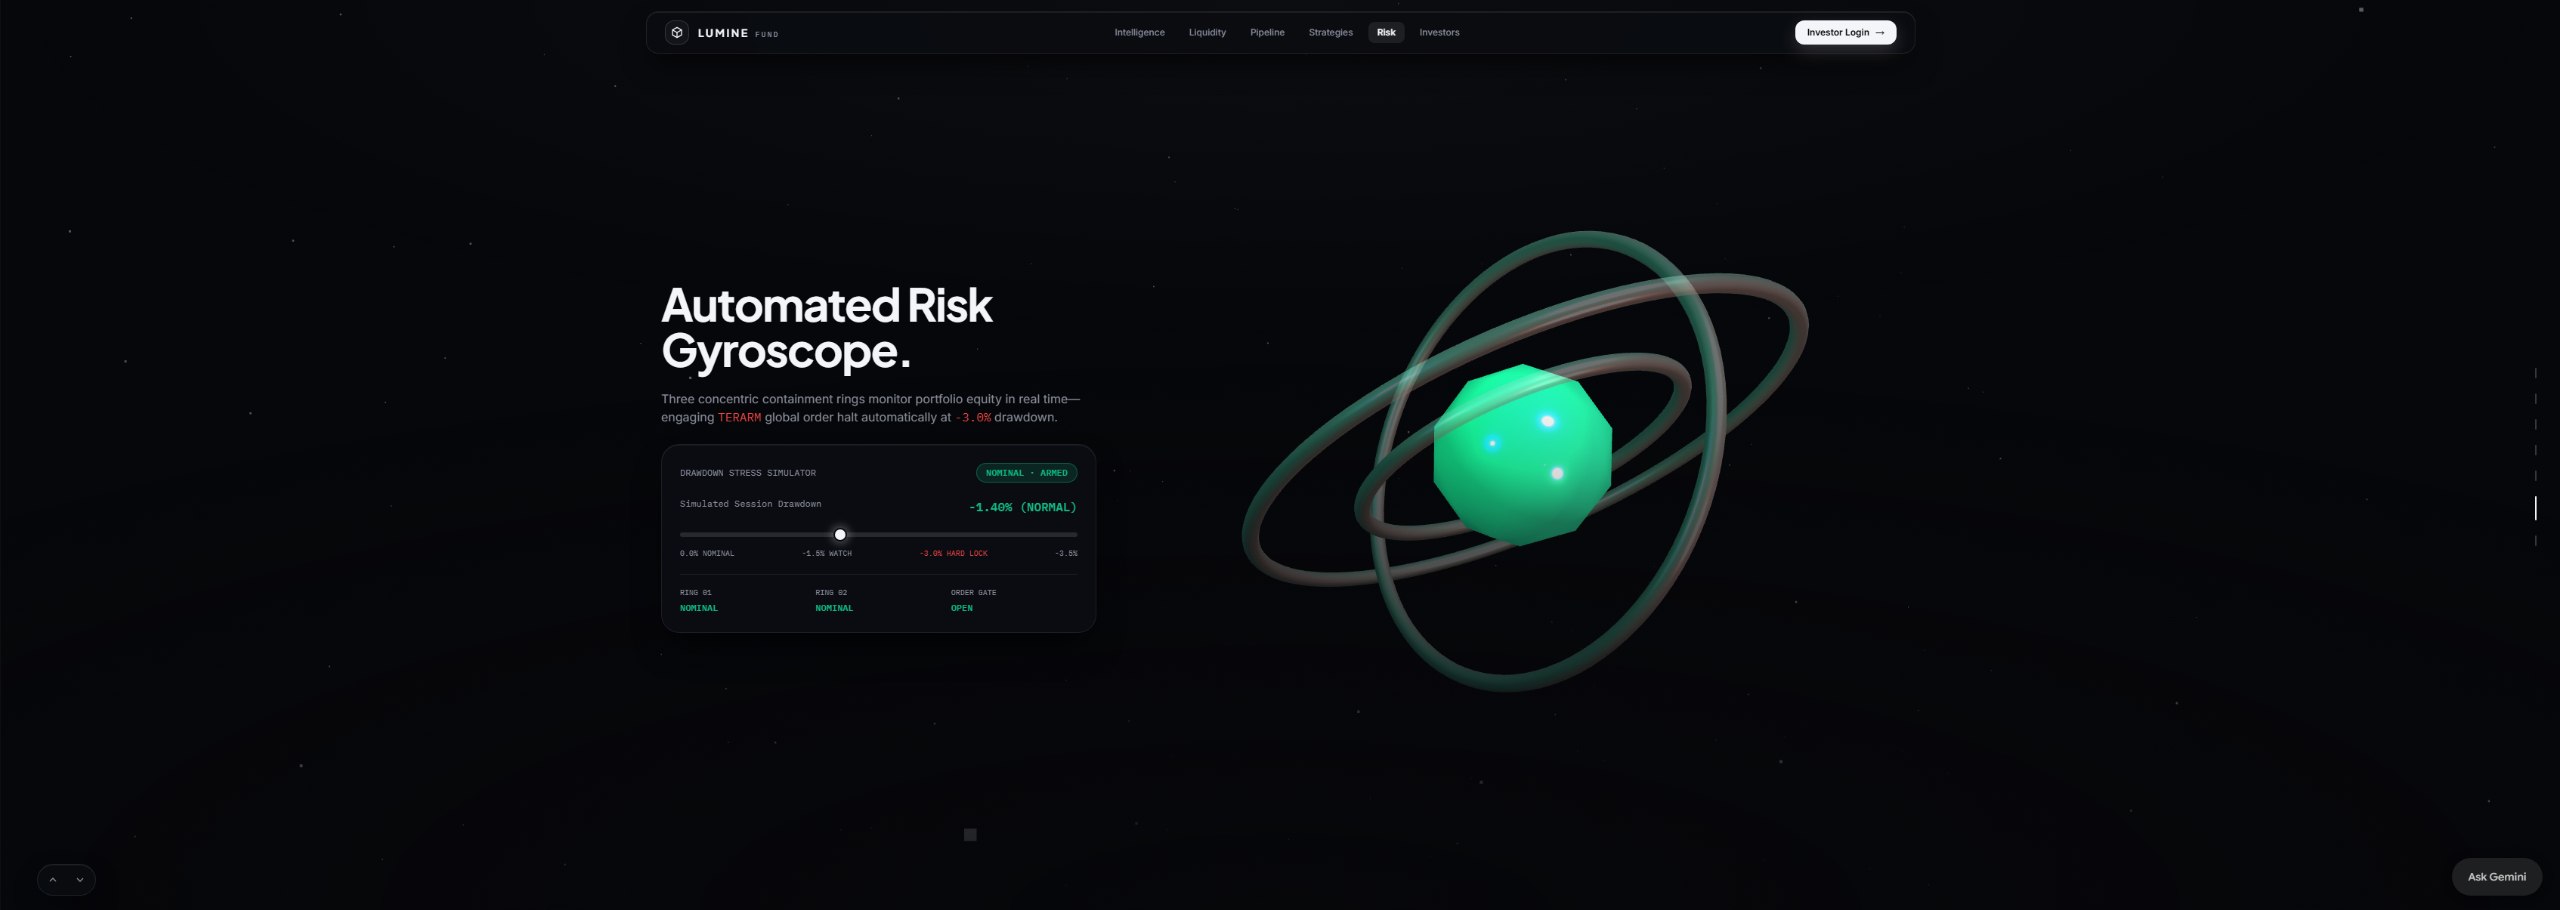 LUMINE FUND
Intelligence Liquidity Pipeline Strategies Risk Investors
Investor Login →
Automated Risk
Gyroscope.
Three concentric containment rings monitor portfolio equity in real time—
engaging TERARM global order halt automatically at -3.0% drawdown.
DRAWDOWN STRESS SIMULATOR
NOMINAL · ARMED
Simulated Session Drawdown
-1.40% (NORMAL)
0.0% NOMINAL -1.5% WATCH -3.0% HARD LOCK -3.5%
RING 01 RING 02 ORDER GATE
NOMINAL NOMINAL OPEN
Ask Gemini